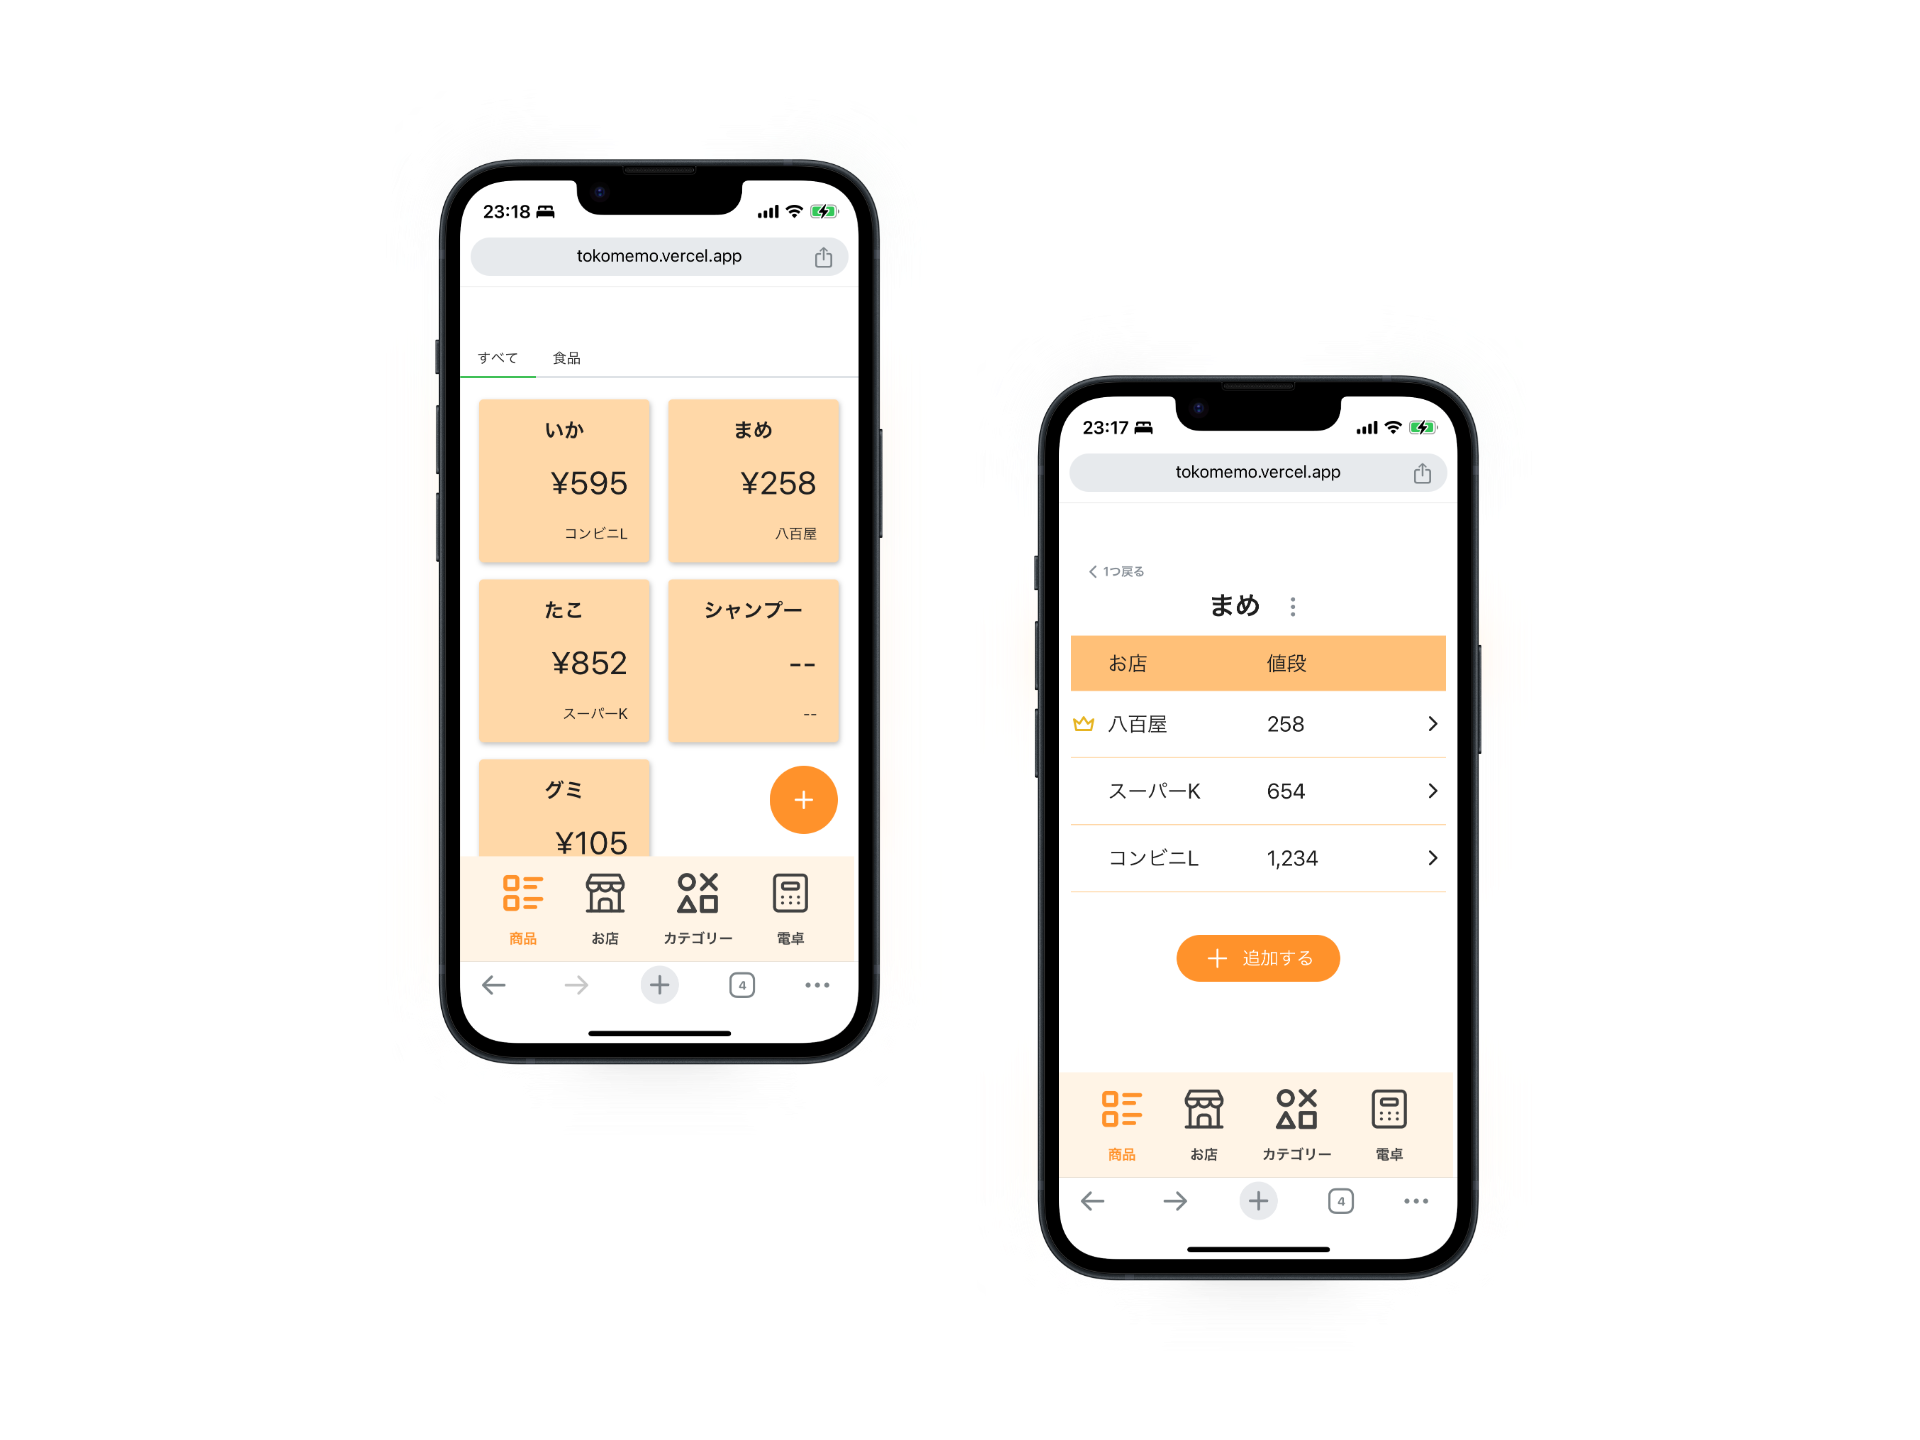 23:18
tokomemo.vercel.app
すべて 食品
いか
¥595
コンビニL
まめ
¥258
八百屋
たこ
¥852
スーパーK
シャンプー
--
--
グミ
¥105
+
商品 お店 カテゴリー 電卓
4
23:17
tokomemo.vercel.app
1つ戻る
まめ
お店 値段
八百屋 258
スーパーK 654
コンビニL 1,234
+ 追加する
商品 お店 カテゴリー 電卓
4